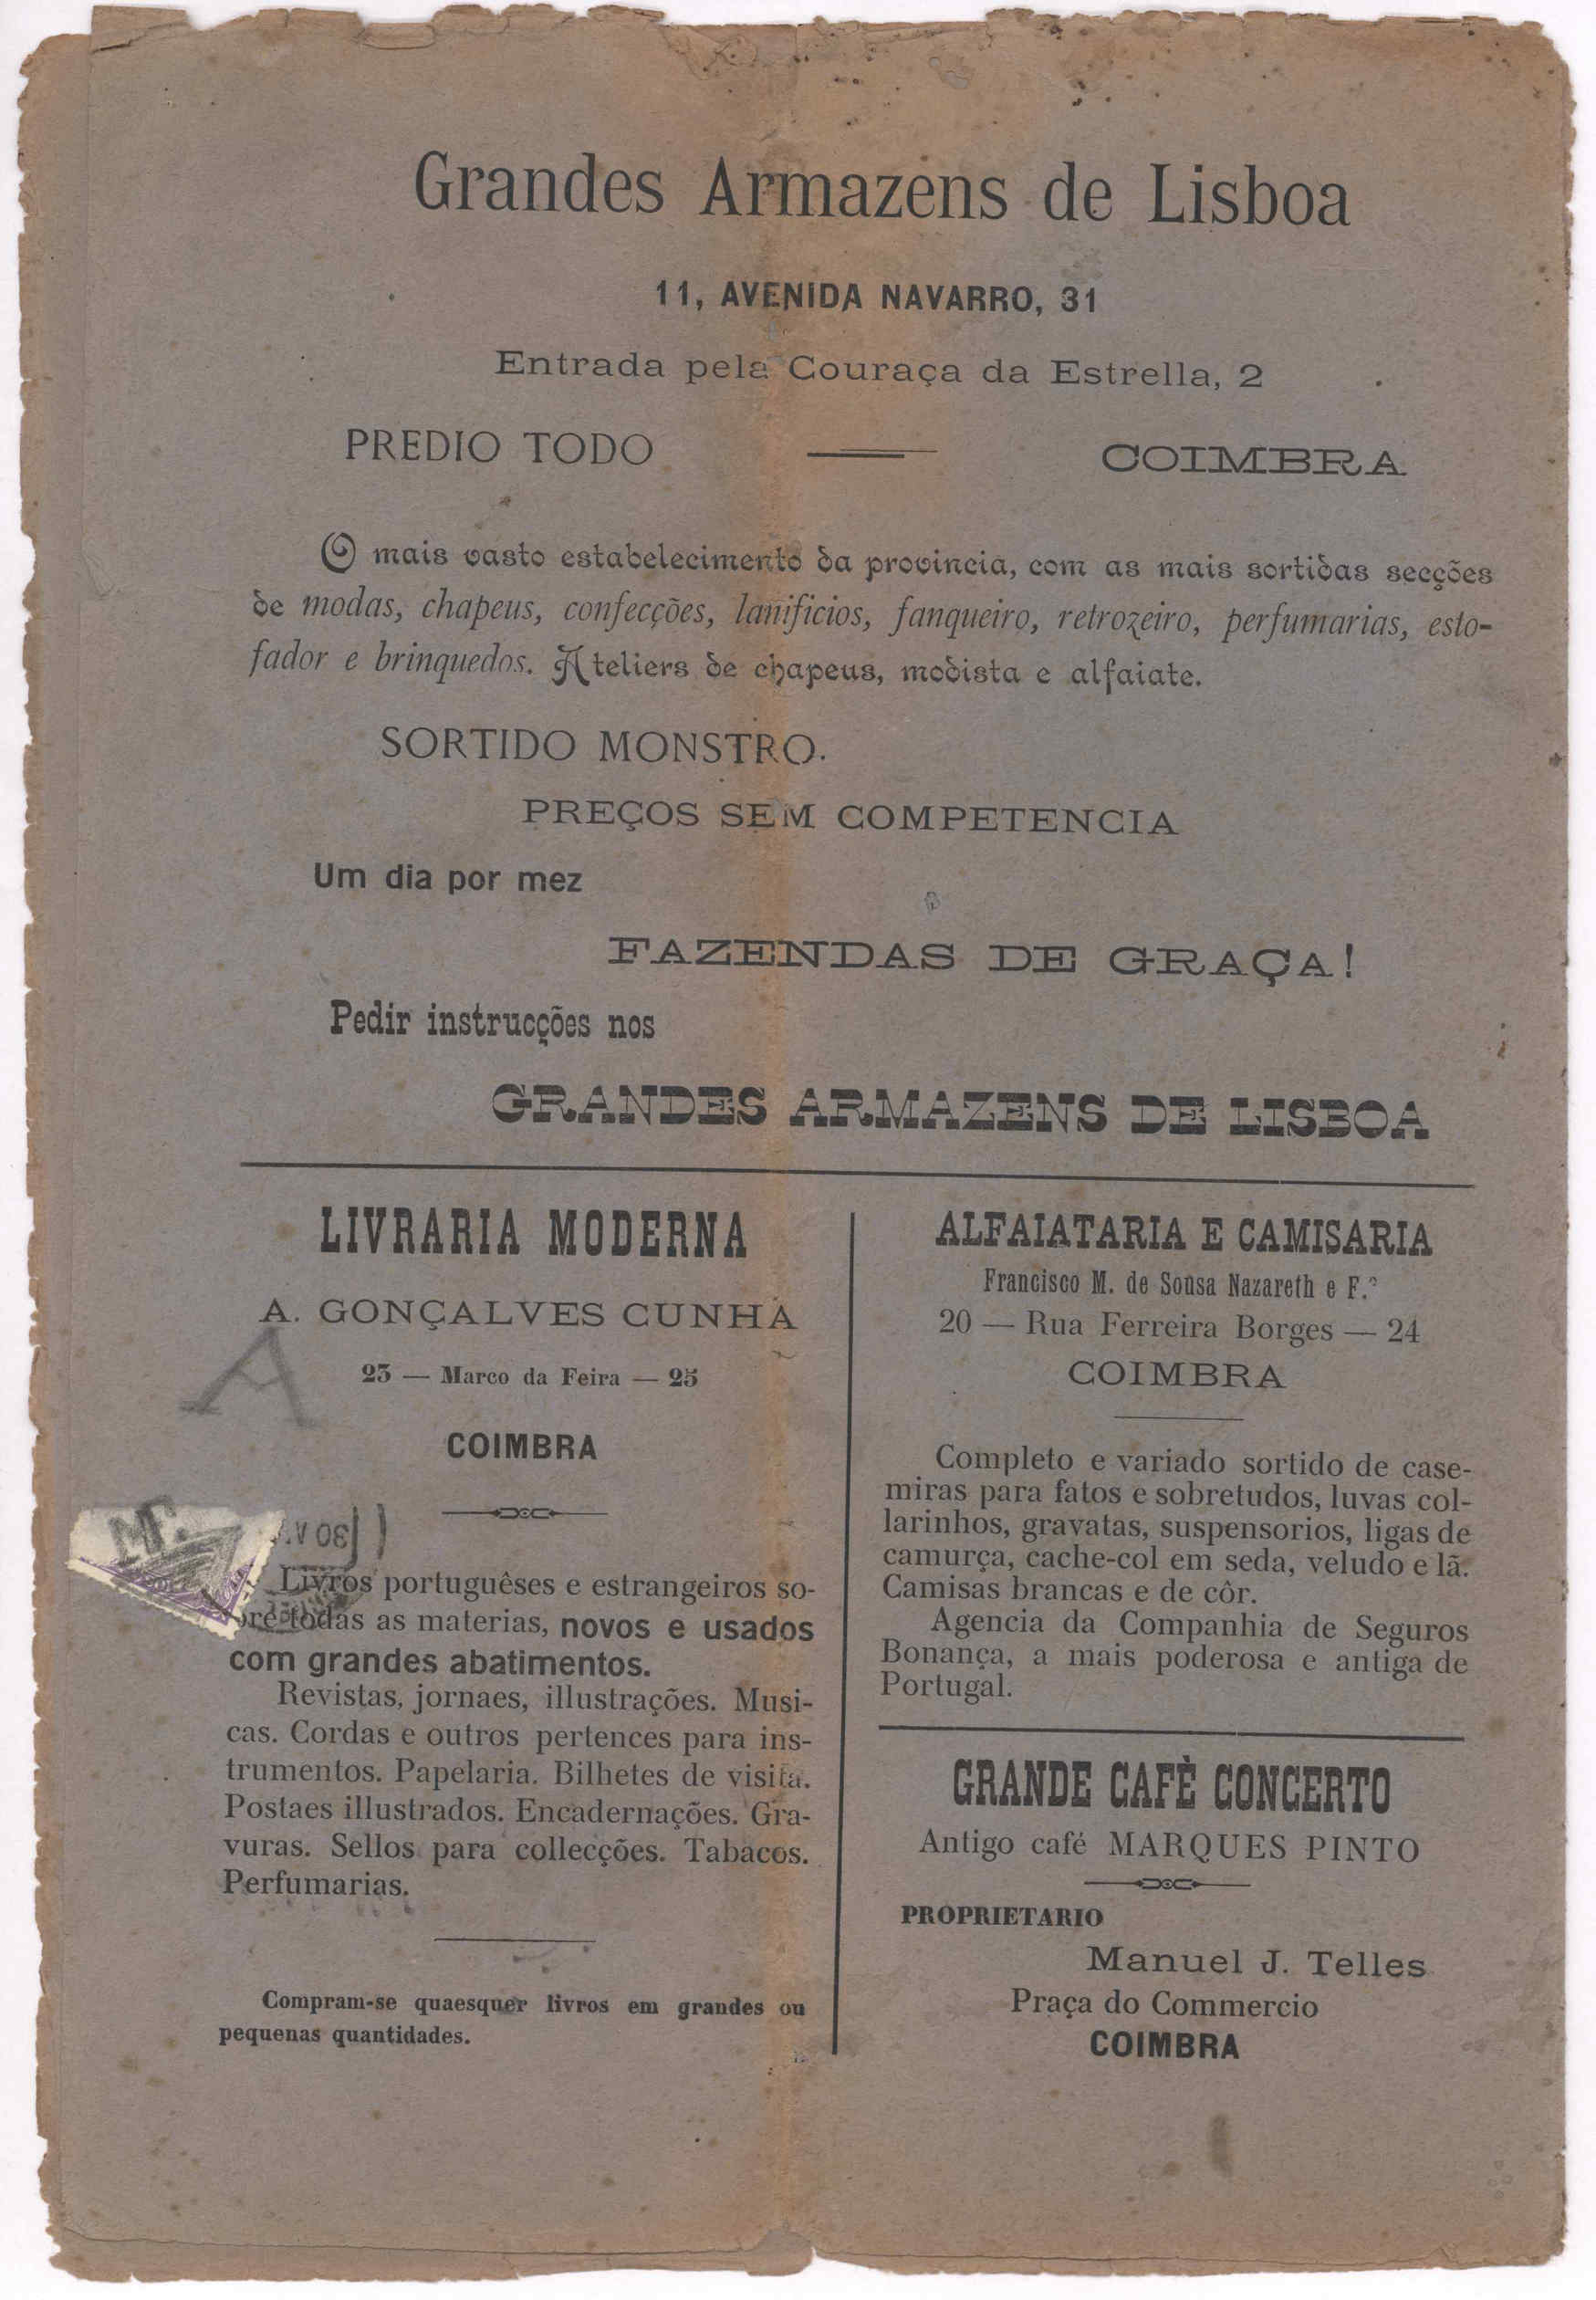 Grandes Armazens de Lisboa
11, AVENIDA NAVARRO, 31
Entrada pela Couraça da Estrella, 2
PREDIO TODO COIMBRA
O mais vasto estabelecimento da provincia, com as mais sortidas secções
de modas, chapeus, confecções, lanificios, fanqueiro, retrozeiro, perfumarias, esto-
fador e brinquedos. Ateliers de chapeus, modista e alfaiate.
SORTIDO MONSTRO.
PREÇOS SEM COMPETENCIA
Um dia por mez
FAZENDAS DE GRAÇA!
Pedir instrucções nos
GRANDES ARMAZENS DE LISBOA
LIVRARIA MODERNA
A. GONÇALVES CUNHA
A
23 — Marco da Feira — 25
COIMBRA
Livros portuguêses e estrangeiros so-
bre todas as materias, novos e usados
com grandes abatimentos.
Revistas, jornaes, illustrações. Musi-
cas. Cordas e outros pertences para ins-
trumentos. Papelaria. Bilhetes de visita.
Postaes illustrados. Encadernações. Gra-
vuras. Sellos para collecções. Tabacos.
Perfumarias.
Compram-se quaesquer livros em grandes ou
pequenas quantidades.
ALFAIATARIA E CAMISARIA
Francisco M. de Sousa Nazareth e F.º
20 — Rua Ferreira Borges — 24
COIMBRA
Completo e variado sortido de case-
miras para fatos e sobretudos, luvas col-
larinhos, gravatas, suspensorios, ligas de
camurça, cache-col em seda, veludo e lã.
Camisas brancas e de côr.
Agencia da Companhia de Seguros
Bonança, a mais poderosa e antiga de
Portugal.
GRANDE CAFÈ CONCERTO
Antigo café MARQUES PINTO
PROPRIETARIO
Manuel J. Telles
Praça do Commercio
COIMBRA